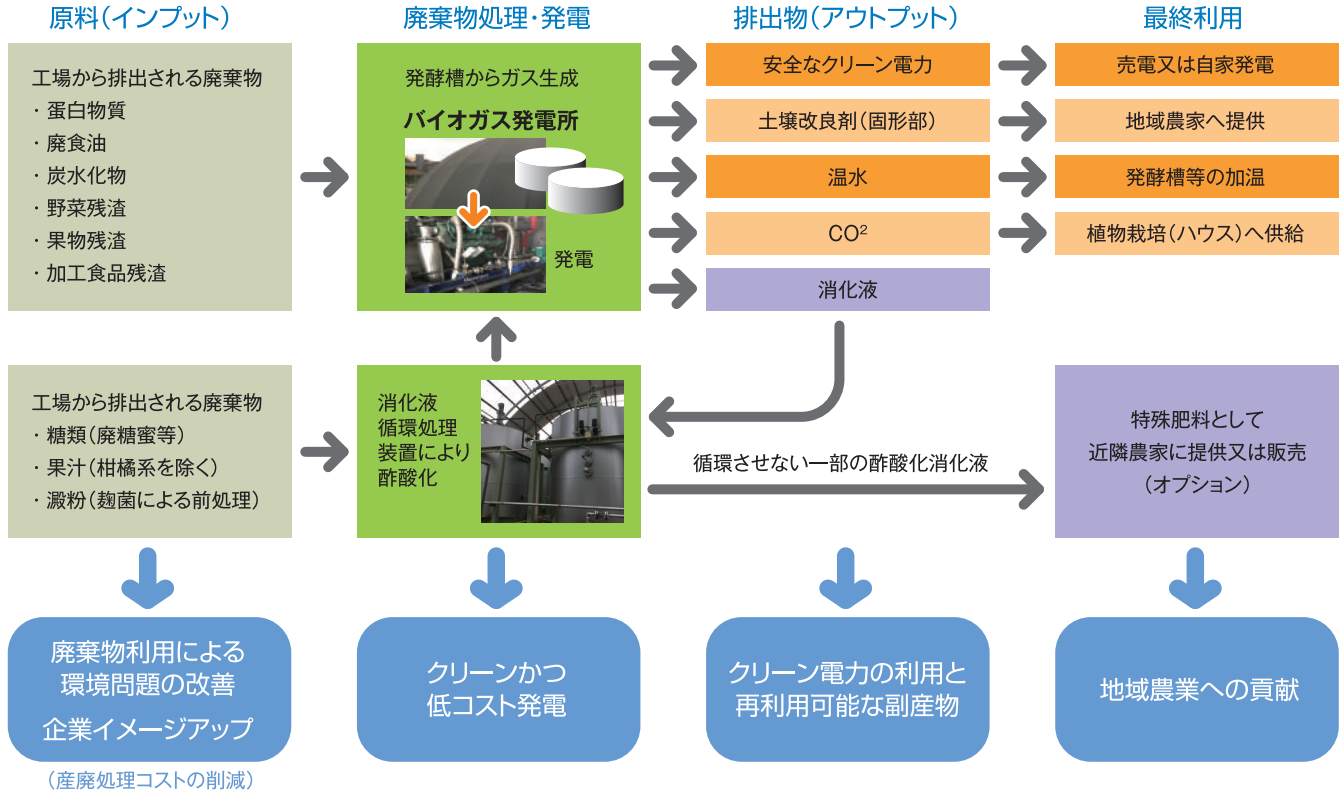 原料(インプット)
廃棄物処理・発電
排出物(アウトプット)
最終利用
工場から排出される廃棄物
・蛋白物質
・廃食油
・炭水化物
・野菜残渣
・果物残渣
・加工食品残渣
発酵槽からガス生成
バイオガス発電所
発電
安全なクリーン電力
売電又は自家発電
土壌改良剤(固形部)
地域農家へ提供
温水
発酵槽等の加温
CO²
植物栽培(ハウス)へ供給
消化液
工場から排出される廃棄物
・糖類(廃糖蜜等)
・果汁(柑橘系を除く)
・澱粉(麹菌による前処理)
消化液
循環処理
装置により
酢酸化
循環させない一部の酢酸化消化液
特殊肥料として
近隣農家に提供又は販売
(オプション)
廃棄物利用による
環境問題の改善
企業イメージアップ
(産廃処理コストの削減)
クリーンかつ
低コスト発電
クリーン電力の利用と
再利用可能な副産物
地域農業への貢献